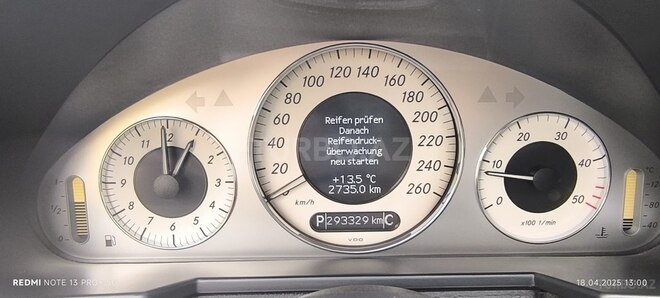 100 120 140 160
80 180
60 200
40 220
20 240
260
km/h
Reifen prüfen
Danach
Reifendruck-
überwachung
neu starten
+13.5 °C
2735.0 km
P 293329 km C
VDO
12 1 2 3 4 5 6 7 8 9 10 11
1/2
0
10 20 30 40 50
x100 1/min
°C
120
80
40
REDMI NOTE 13 PRO
18.04.2025 13:00